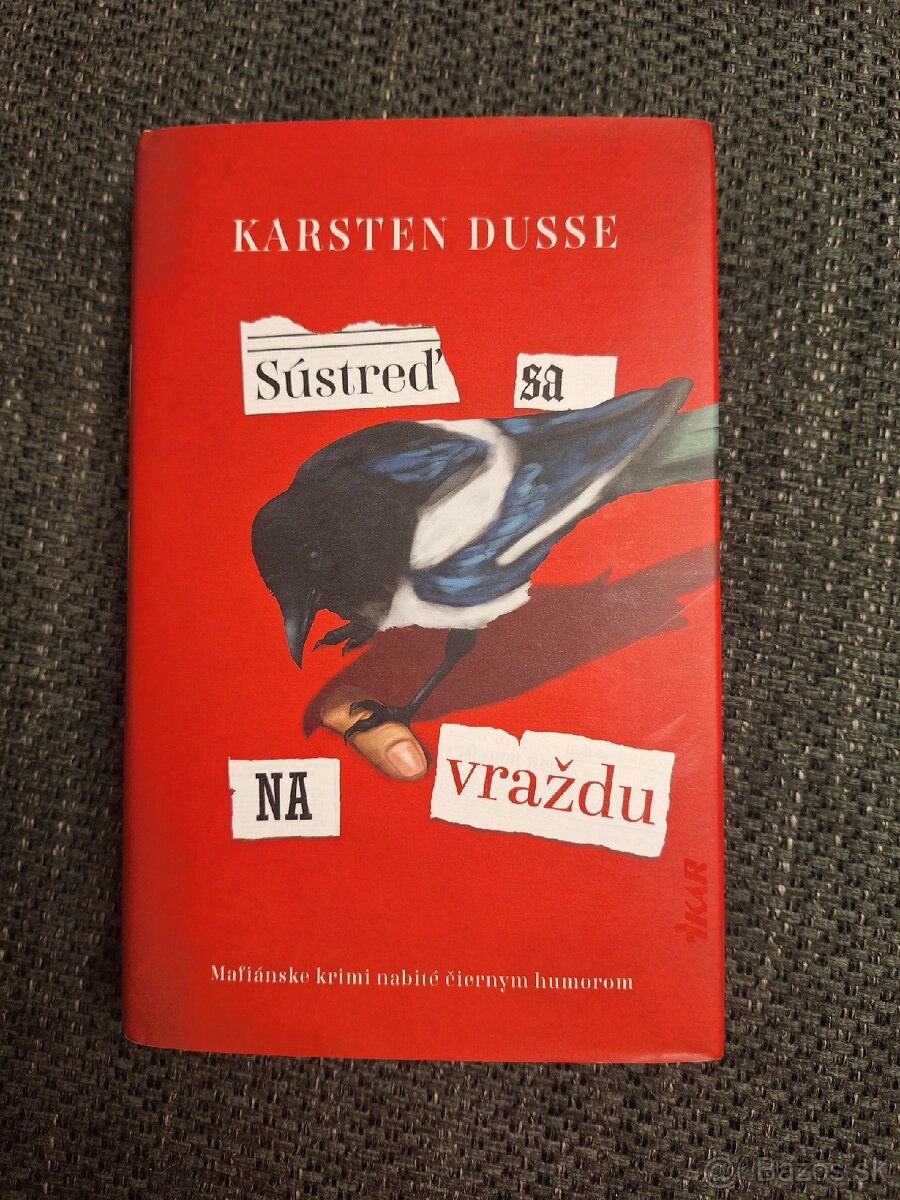 KARSTEN DUSSE
Sústreď sa
NA vraždu
IKAR
Mafiánske krimi nabité čiernym humorom
@ Bazos.sk